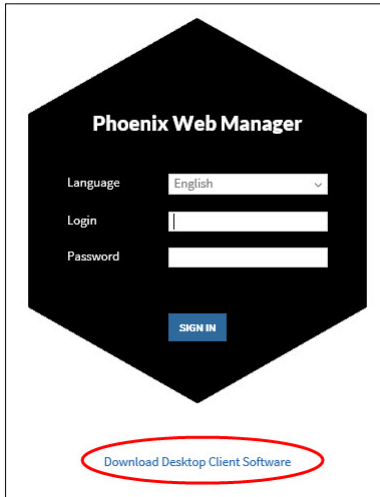 Phoenix Web Manager
Language English
Login
Password
SIGN IN
Download Desktop Client Software